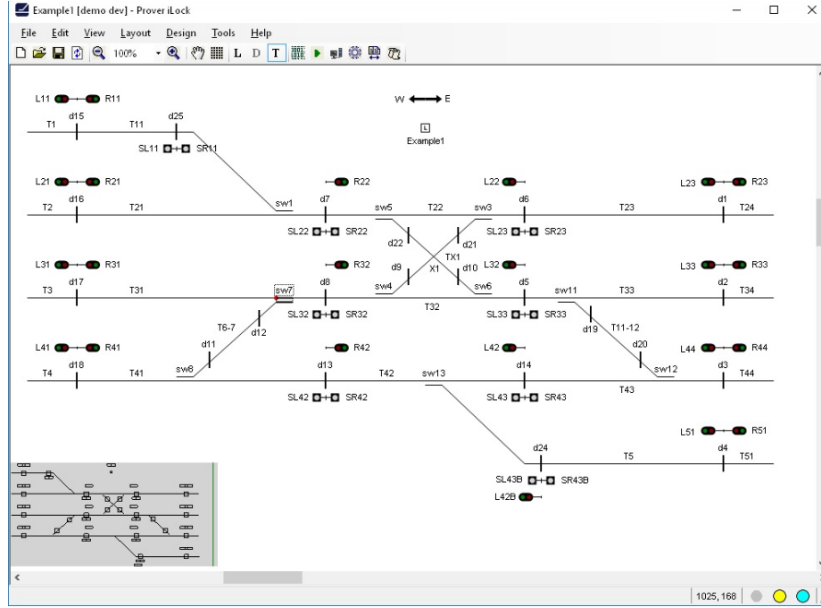 Example1 [demo dev] - Prover iLock
File Edit View Layout Design Tools Help
100% L D T
L11 R11 W E
d15 d25
T1 T11 L
SL11 SR11 Example1
L21 R21 R22 L22 L23 R23
d16 sw1 d7 sw5 T22 sw3 d6 d1
T2 T21 T23 T24
SL22 SR22 SL23 SR23
d22 d21
TX1
L31 R31 R32 d9 X1 d10 L32 L33 R33
d17 sw7 d8 sw4 sw6 d5 sw11 d2
T3 T31 T32 T33 T34
SL32 SR32 SL33 SR33
T6-7 d19 T11-12
d11 d12 d20
L41 R41 R42 L42 L44 R44
d18 sw8 d13 T42 sw13 d14 sw12 d3
T4 T41 T43 T44
SL42 SR42 SL43 SR43
L51 R51
d24 T5 d4 T51
SL43B SR43B
L42B
1025, 168